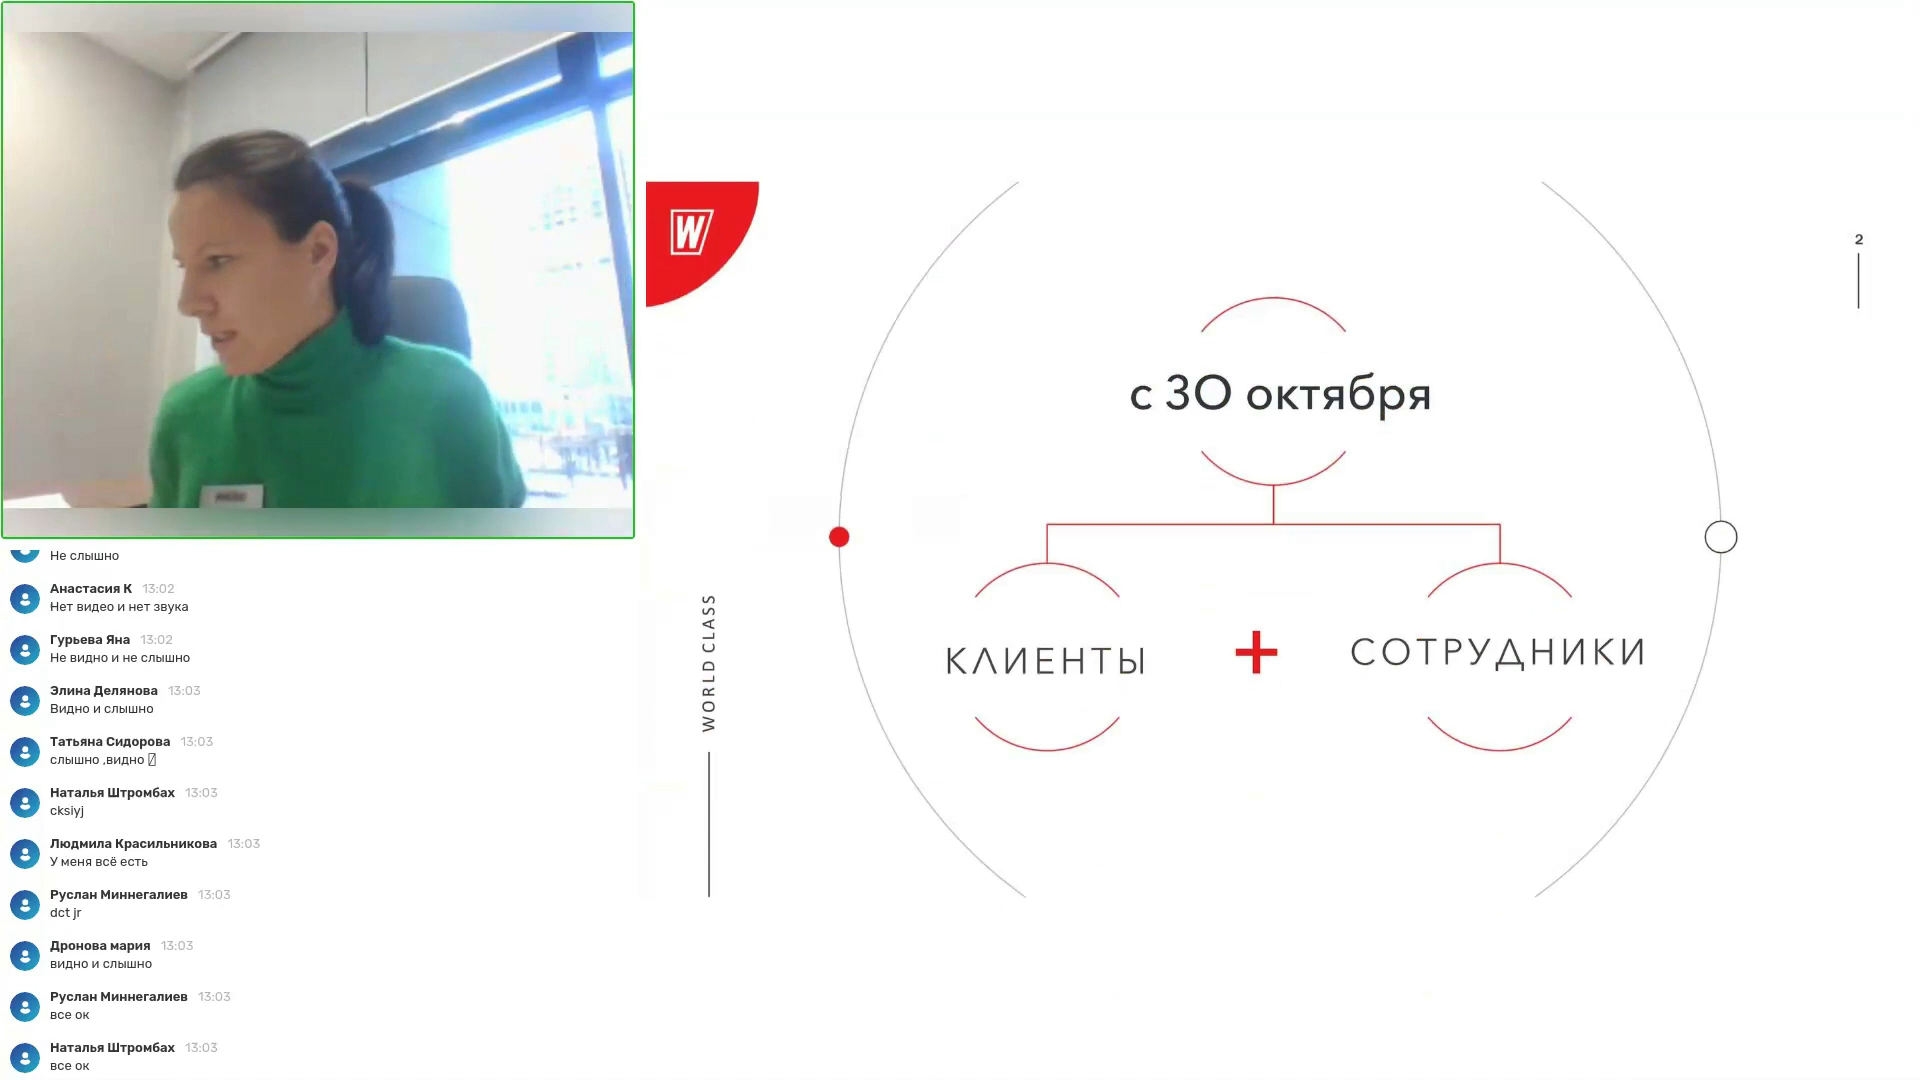 Не слышно
Анастасия К 13:02
Нет видео и нет звука
Гурьева Яна 13:02
Не видно и не слышно
Элина Делянова 13:03
Видно и слышно
Татьяна Сидорова 13:03
слышно ,видно
Наталья Штромбах 13:03
cksiyj
Людмила Красильникова 13:03
У меня всё есть
Руслан Миннегалиев 13:03
dct jr
Дронова мария 13:03
видно и слышно
Руслан Миннегалиев 13:03
все ок
Наталья Штромбах 13:03
все ок
W
2
с 30 октября
КЛИЕНТЫ + СОТРУДНИКИ
WORLD CLASS